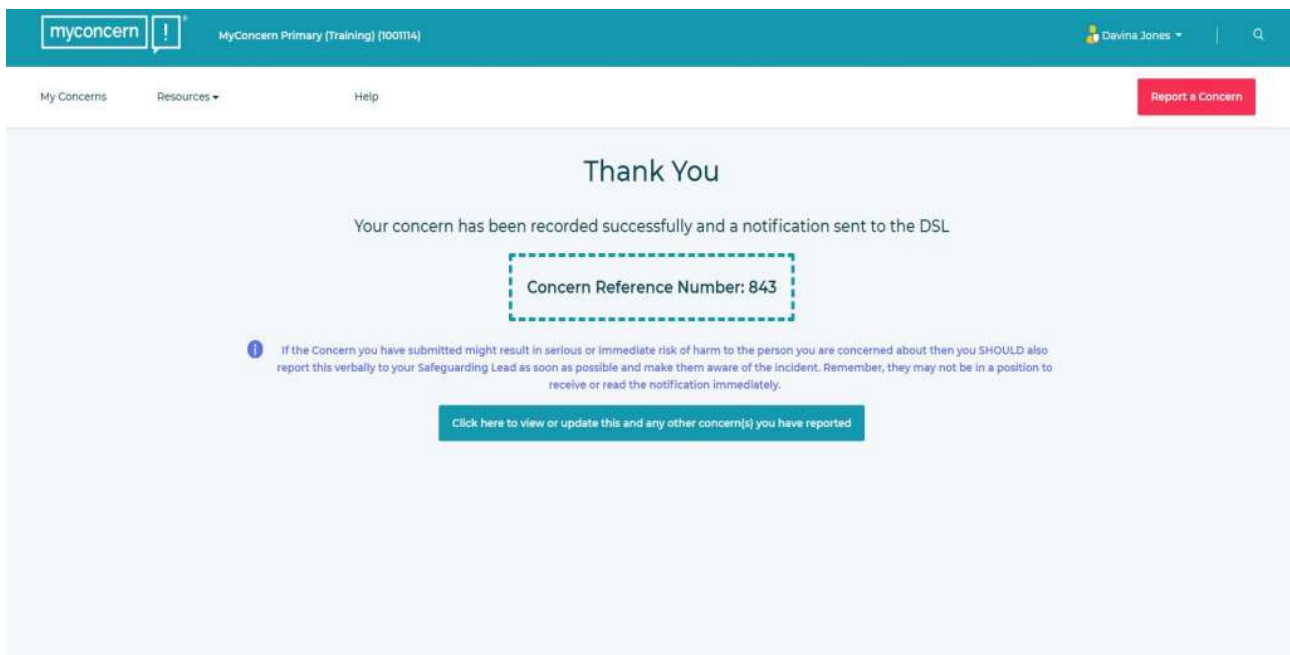 myconcern ! ®
MyConcern Primary (Training) (1001114)
Davina Jones
My Concerns
Resources
Help
Report a Concern
Thank You
Your concern has been recorded successfully and a notification sent to the DSL
Concern Reference Number: 843
If the Concern you have submitted might result in serious or immediate risk of harm to the person you are concerned about then you SHOULD also
report this verbally to your Safeguarding Lead as soon as possible and make them aware of the incident. Remember, they may not be in a position to
receive or read the notification immediately.
Click here to view or update this and any other concern(s) you have reported